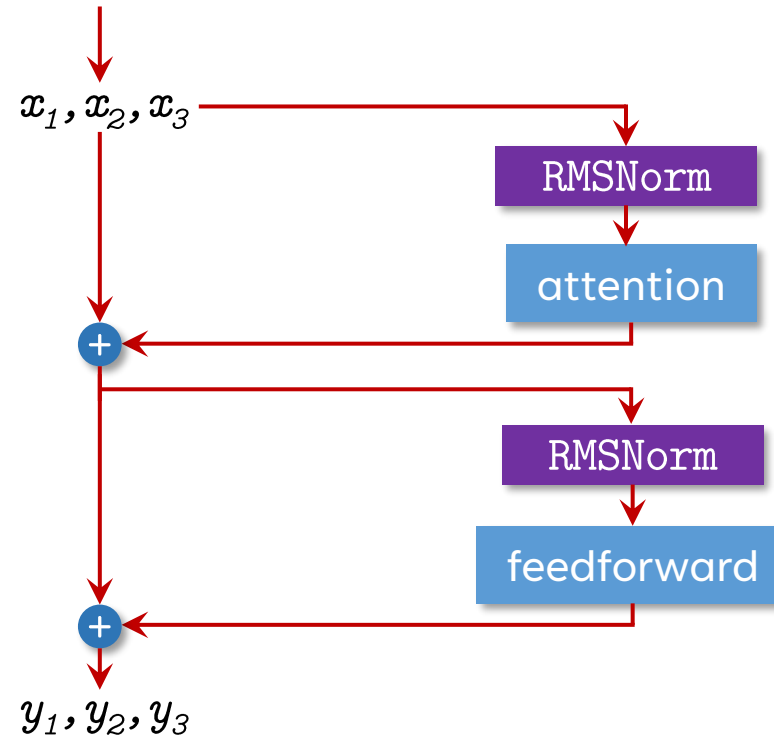 x₁, x₂, x₃
RMSNorm
attention
+
RMSNorm
feedforward
+
y₁, y₂, y₃